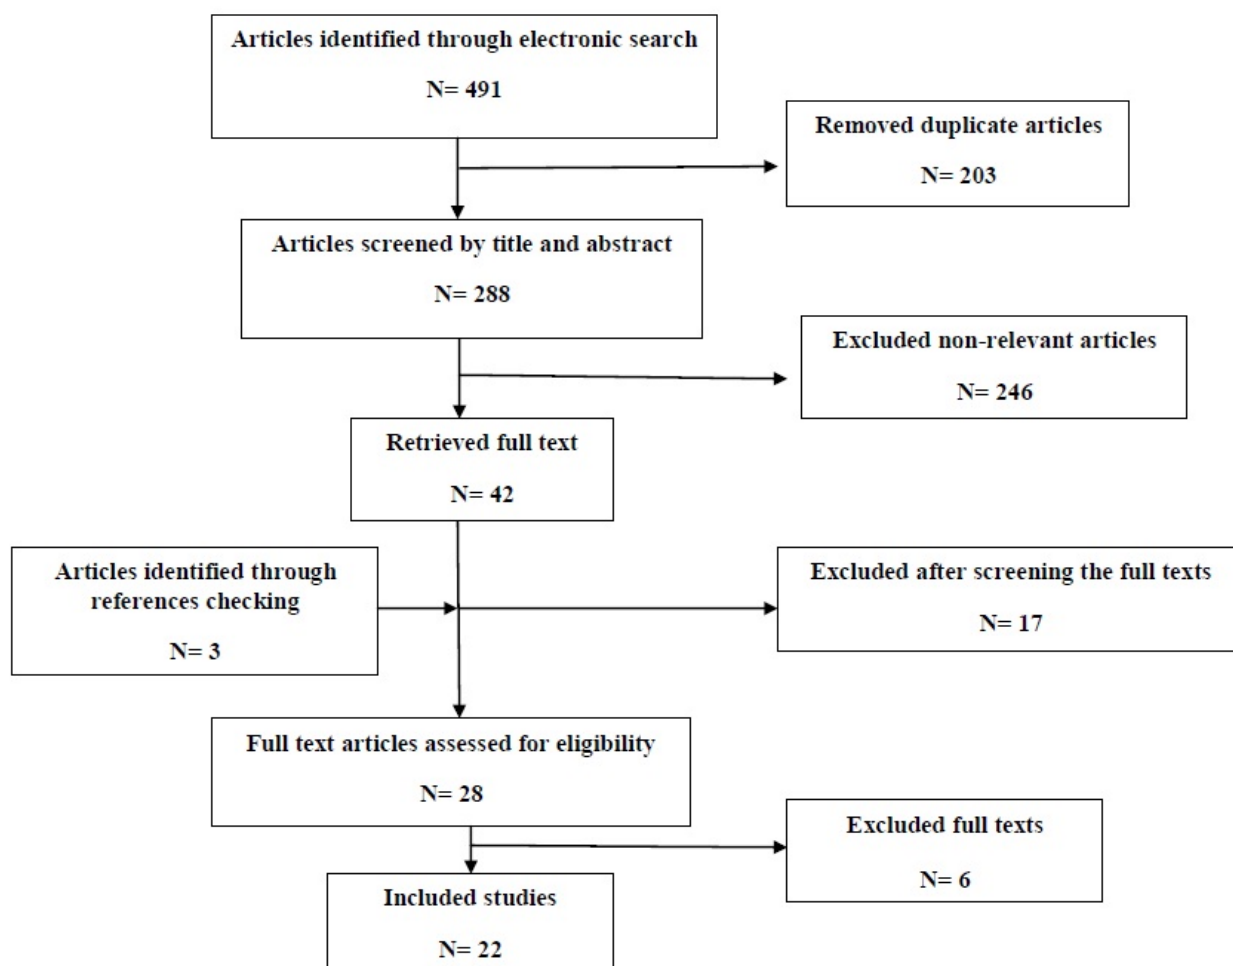 Articles identified through electronic search
N= 491
Removed duplicate articles
N= 203
Articles screened by title and abstract
N= 288
Excluded non-relevant articles
N= 246
Retrieved full text
N= 42
Articles identified through
references checking
N= 3
Excluded after screening the full texts
N= 17
Full text articles assessed for eligibility
N= 28
Excluded full texts
N= 6
Included studies
N= 22